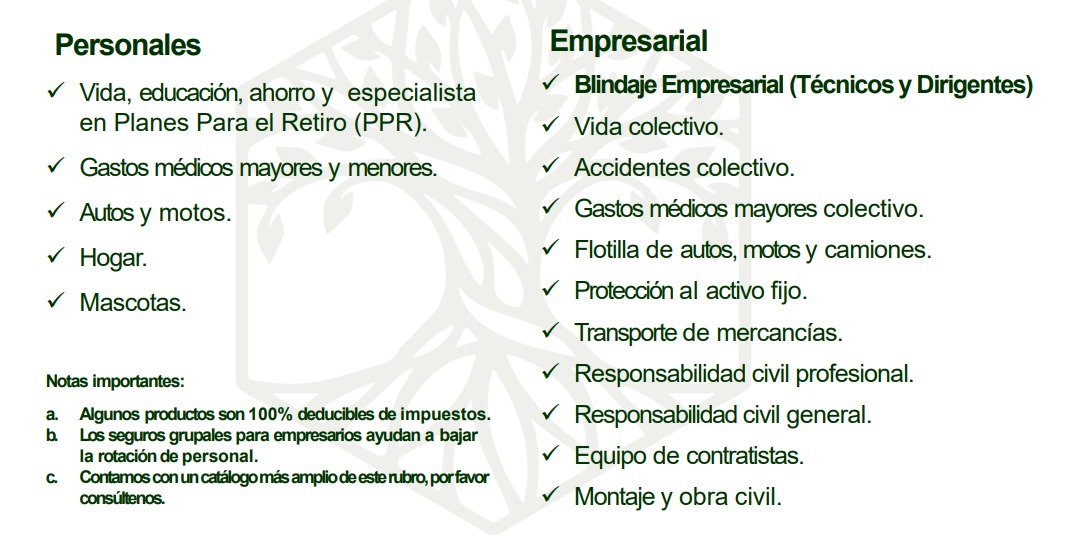 Personales
Vida, educación, ahorro y especialista
en Planes Para el Retiro (PPR).
Gastos médicos mayores y menores.
Autos y motos.
Hogar.
Mascotas.
Notas importantes:
a. Algunos productos son 100% deducibles de impuestos.
b. Los seguros grupales para empresarios ayudan a bajar
la rotación de personal.
c. Contamos con un catálogo más amplio de este rubro, por favor
consúltenos.
Empresarial
Blindaje Empresarial (Técnicos y Dirigentes)
Vida colectivo.
Accidentes colectivo.
Gastos médicos mayores colectivo.
Flotilla de autos, motos y camiones.
Protección al activo fijo.
Transporte de mercancías.
Responsabilidad civil profesional.
Responsabilidad civil general.
Equipo de contratistas.
Montaje y obra civil.